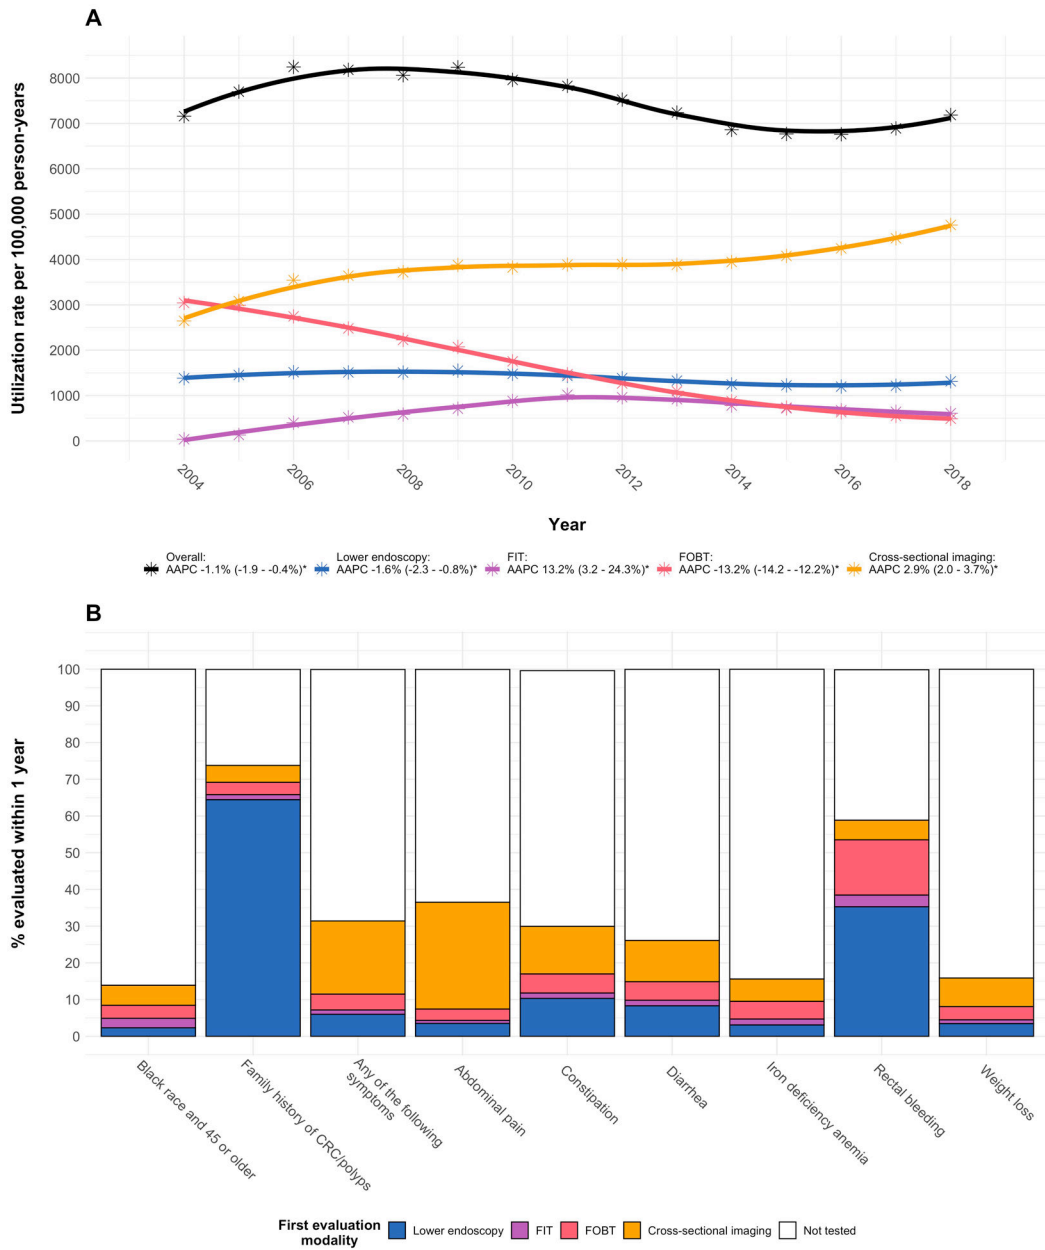 A
Utilization rate per 100,000 person-years
8000
7000
6000
5000
4000
3000
2000
1000
0
2004
2006
2008
2010
2012
2014
2016
2018
Year
Overall:
AAPC -1.1% (-1.9 - -0.4%)*
Lower endoscopy:
AAPC -1.6% (-2.3 - -0.8%)*
FIT:
AAPC 13.2% (3.2 - 24.3%)*
FOBT:
AAPC -13.2% (-14.2 - -12.2%)*
Cross-sectional imaging:
AAPC 2.9% (2.0 - 3.7%)*
B
% evaluated within 1 year
100
90
80
70
60
50
40
30
20
10
0
Black race and 45 or older
Family history of CRC/polyps
Any of the following
symptoms
Abdominal pain
Constipation
Diarrhea
Iron deficiency anemia
Rectal bleeding
Weight loss
First evaluation
modality
Lower endoscopy
FIT
FOBT
Cross-sectional imaging
Not tested